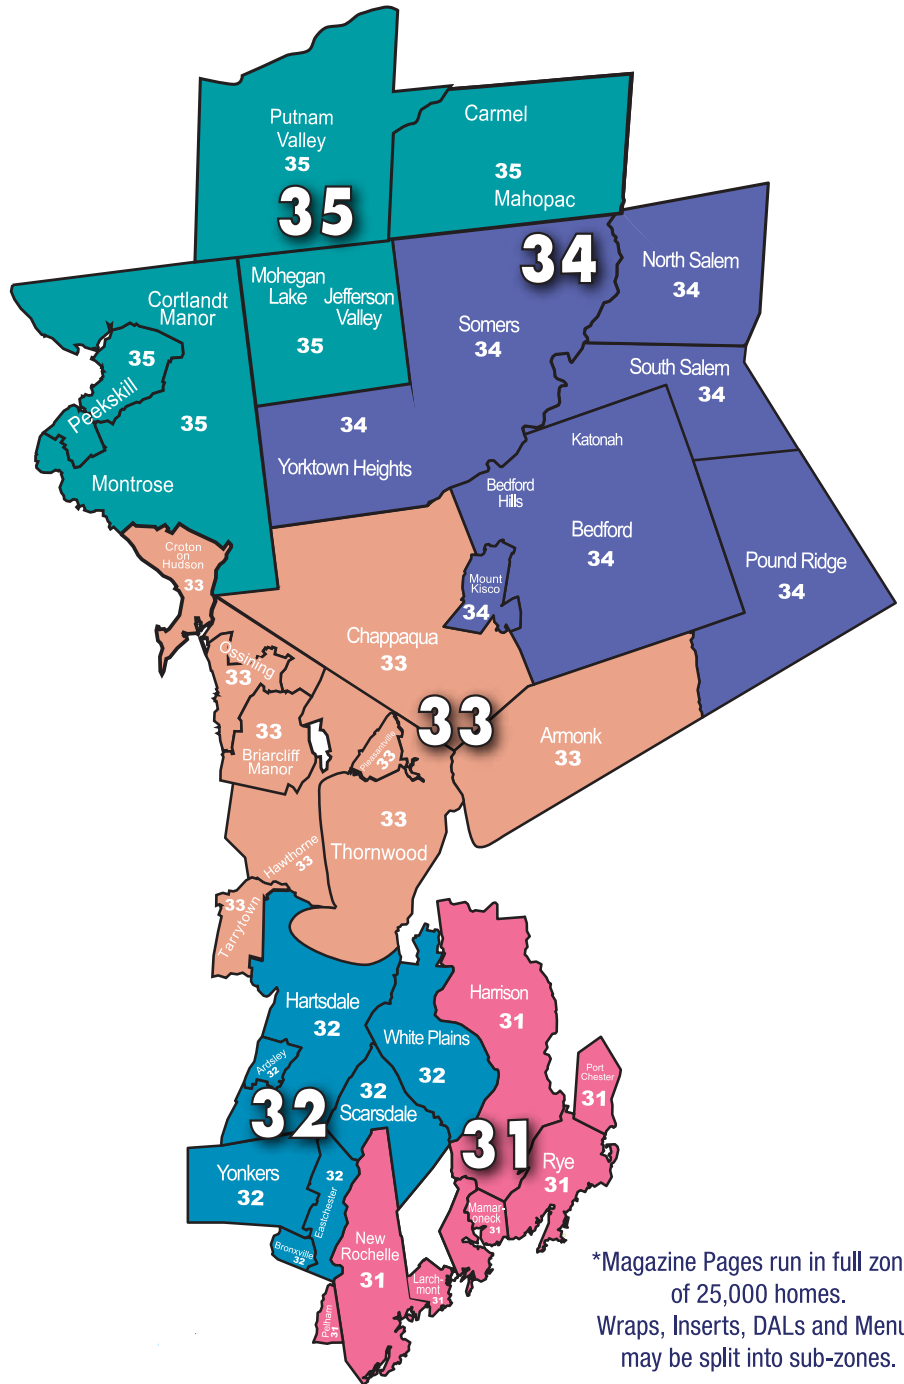 Putnam
Valley
35
35
Carmel
35
Mahopac
34
North Salem
34
Cortlandt
Manor
Mohegan
Lake
Jefferson
Valley
35
Somers
34
35
Peekskill
35
South Salem
34
34
Yorktown Heights
Katonah
Montrose
Bedford
Hills
Bedford
34
Pound Ridge
34
Croton
on
Hudson
33
Mount
Kisco
34
Chappaqua
33
Ossining
33
33
33
Briarcliff
Manor
Pleasantville
33
Armonk
33
33
Thornwood
Hawthorne
33
33
Tarrytown
Hartsdale
32
Harrison
31
White Plains
32
Ardsley
32
32
32
Scarsdale
Port
Chester
31
31
Rye
31
Yonkers
32
32
Eastchester
Mamar-
oneck
31
Bronxville
32
New
Rochelle
31
Larch-
mont
31
Pelham
31
*Magazine Pages run in full zon
of 25,000 homes.
Wraps, Inserts, DALs and Menu
may be split into sub-zones.